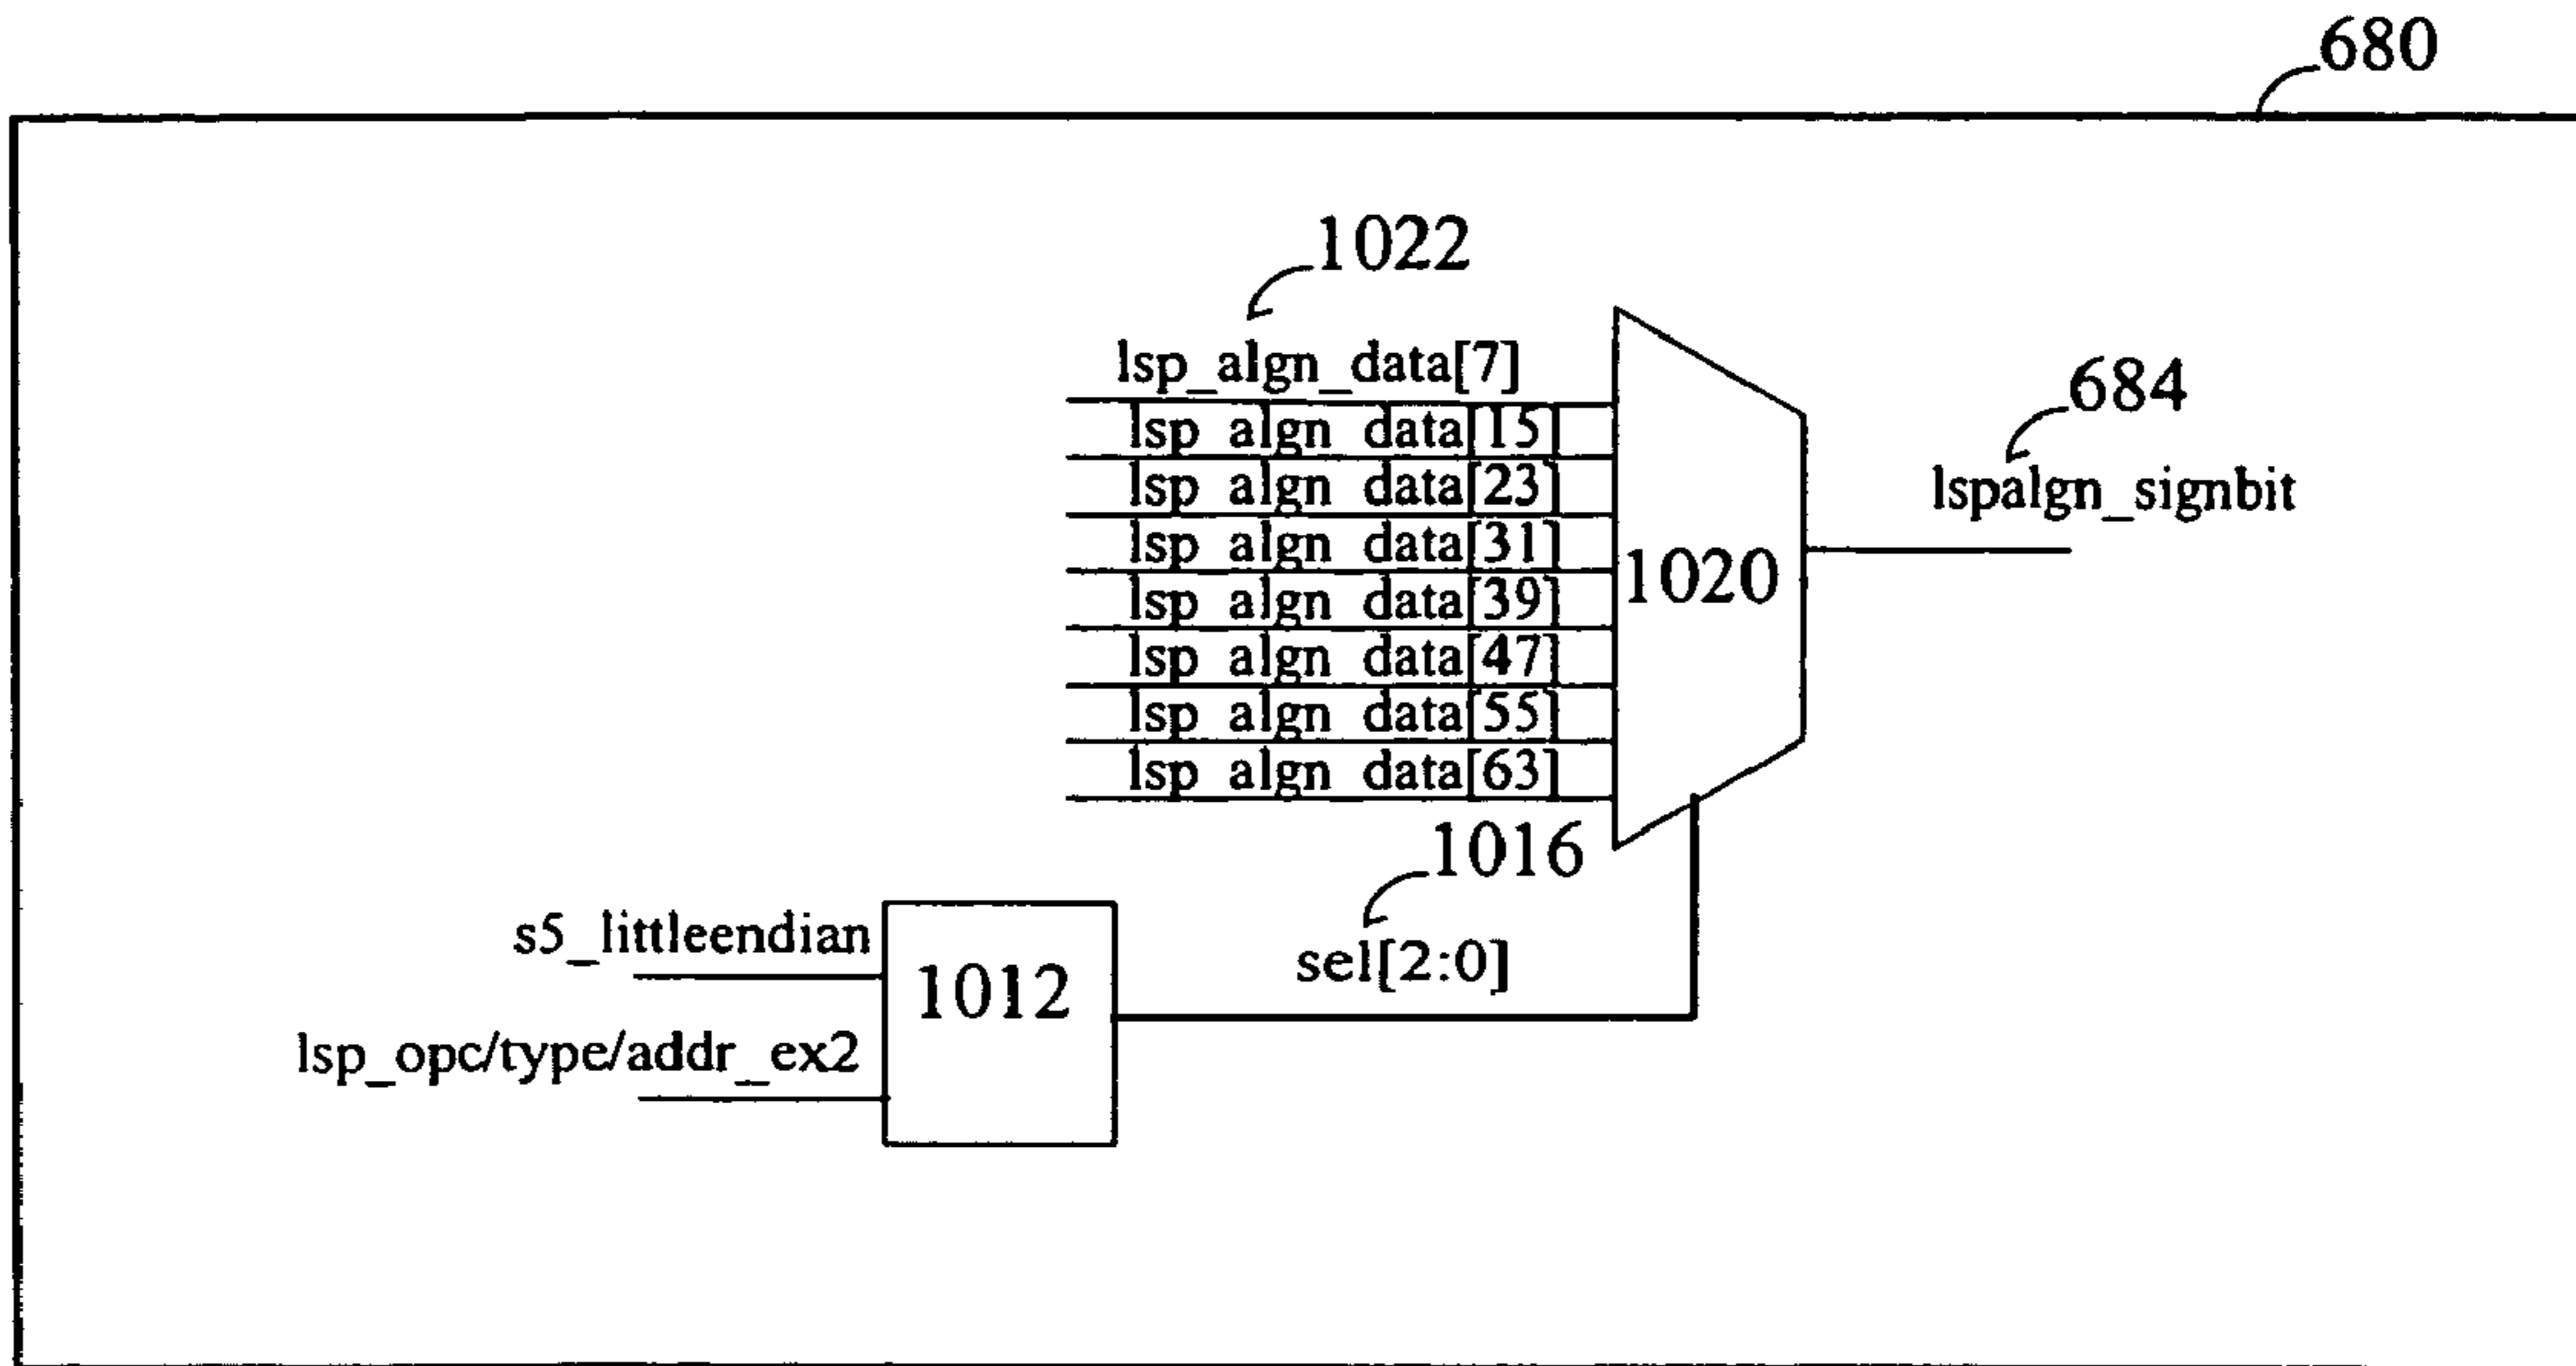 680
1022
lsp_algn_data[7]
684
lsp_algn_data[15]
lsp_algn_data[23]
lspalgn_signbit
lsp_algn_data[31]
1020
lsp_algn_data[39]
lsp_algn_data[47]
lsp_algn_data[55]
lsp_algn_data[63]
1016
s5_littleendian
sel[2:0]
1012
lsp_opc/type/addr_ex2